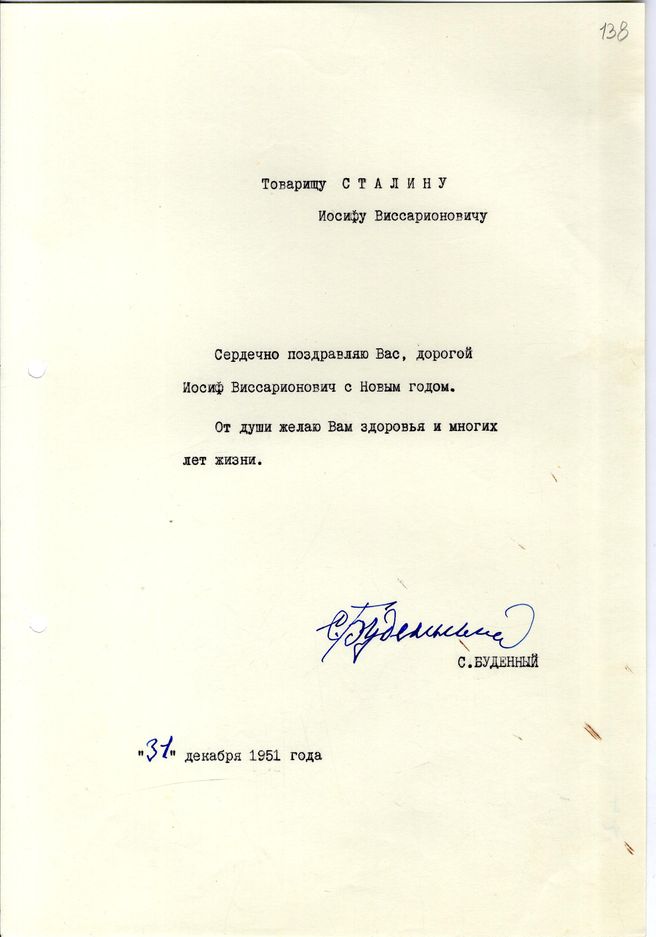 138
Товарищу С Т А Л И Н У
Иосифу Виссарионовичу
Сердечно поздравляю Вас, дорогой
Иосиф Виссарионович с Новым годом.
От души желаю Вам здоровья и многих
лет жизни.
С.Буденный
С.БУДЕННЫЙ
"31" декабря 1951 года